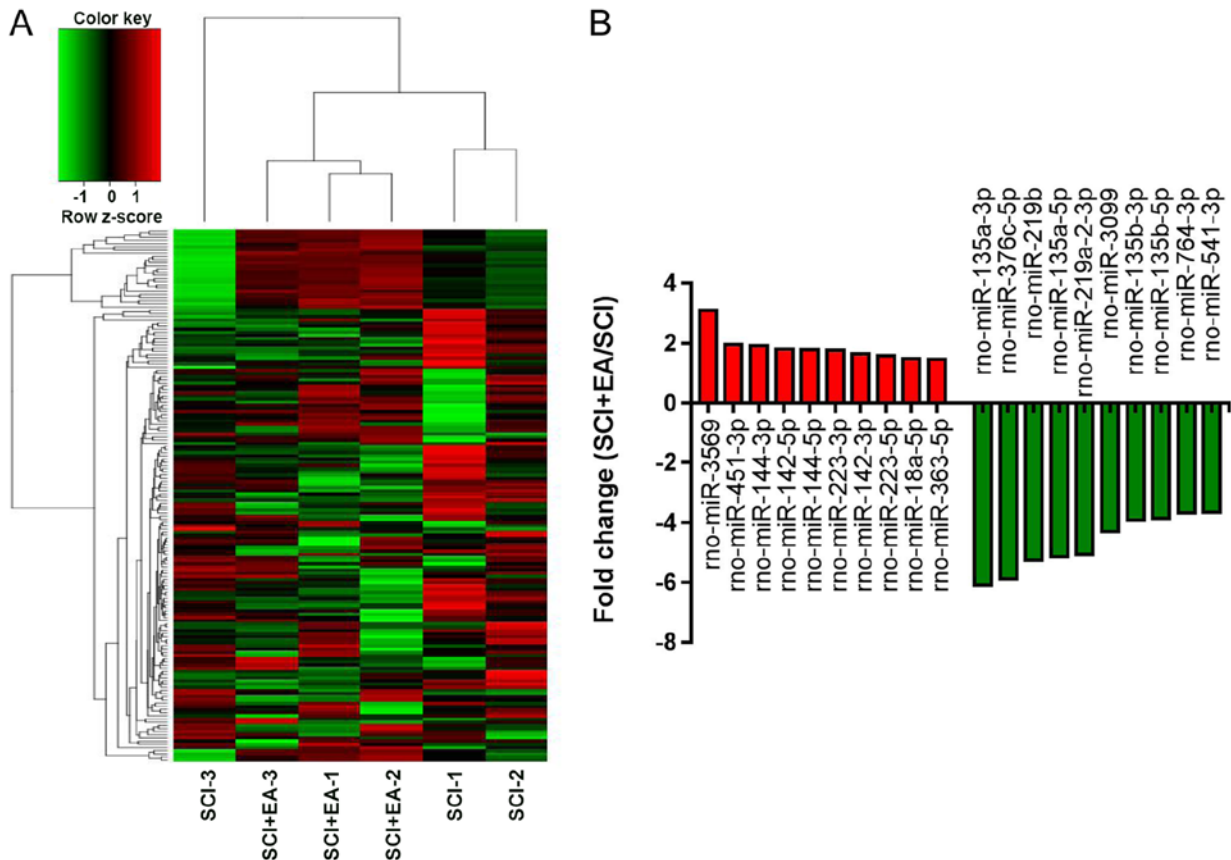 A
Color key
-1 0 1
Row z-score
SCI-3
SCI+EA-3
SCI+EA-1
SCI+EA-2
SCI-1
SCI-2
B
Fold change (SCI+EA/SCI)
4
2
0
-2
-4
-6
-8
rno-miR-3569
rno-miR-451-3p
rno-miR-144-3p
rno-miR-142-5p
rno-miR-144-5p
rno-miR-223-3p
rno-miR-142-3p
rno-miR-223-5p
rno-miR-18a-5p
rno-miR-363-5p
rno-miR-135a-3p
rno-miR-376c-5p
rno-miR-219b
rno-miR-135a-5p
rno-miR-219a-2-3p
rno-miR-3099
rno-miR-135b-3p
rno-miR-135b-5p
rno-miR-764-3p
rno-miR-541-3p